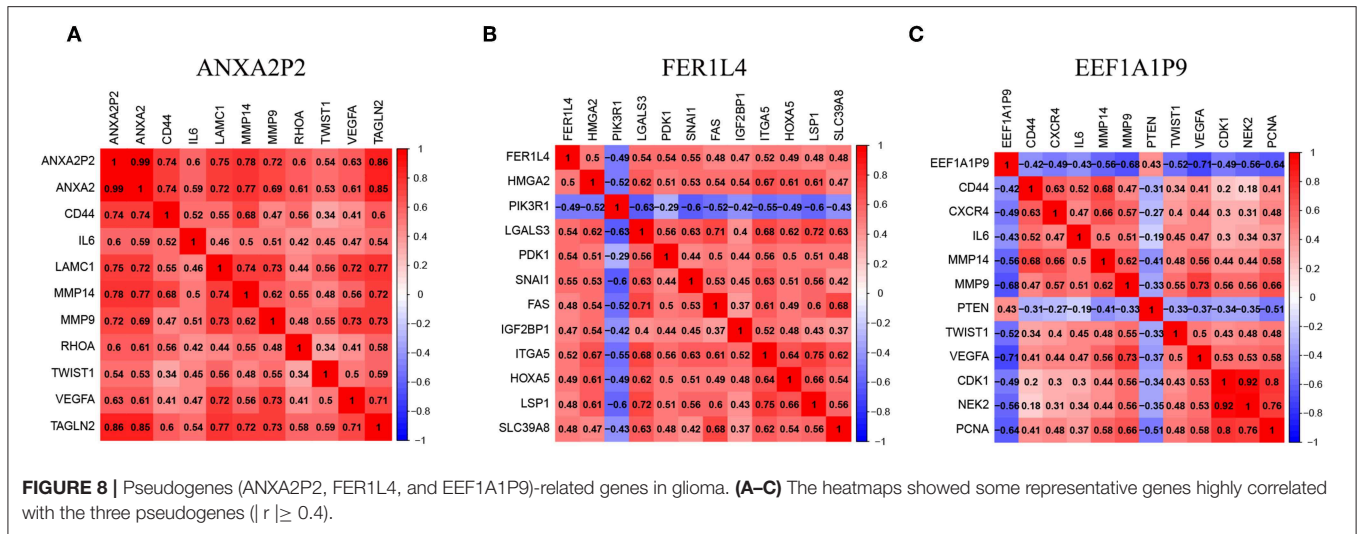 A
ANXA2P2
ANXA2P2 ANXA2 CD44 IL6 LAMC1 MMP14 MMP9 RHOA TWIST1 VEGFA TAGLN2
ANXA2P2 1 0.99 0.74 0.6 0.75 0.78 0.72 0.6 0.54 0.63 0.86
ANXA2 0.99 1 0.74 0.59 0.72 0.77 0.69 0.61 0.53 0.61 0.85
CD44 0.74 0.74 1 0.52 0.55 0.68 0.47 0.56 0.34 0.41 0.6
IL6 0.6 0.59 0.52 1 0.46 0.5 0.51 0.42 0.45 0.47 0.54
LAMC1 0.75 0.72 0.55 0.46 1 0.74 0.73 0.44 0.56 0.72 0.77
MMP14 0.78 0.77 0.68 0.5 0.74 1 0.62 0.55 0.48 0.56 0.72
MMP9 0.72 0.69 0.47 0.51 0.73 0.62 1 0.48 0.55 0.73 0.73
RHOA 0.6 0.61 0.56 0.42 0.44 0.55 0.48 1 0.34 0.41 0.58
TWIST1 0.54 0.53 0.34 0.45 0.56 0.48 0.55 0.34 1 0.5 0.59
VEGFA 0.63 0.61 0.41 0.47 0.72 0.56 0.73 0.41 0.5 1 0.71
TAGLN2 0.86 0.85 0.6 0.54 0.77 0.72 0.73 0.58 0.59 0.71 1
1
0.8
0.6
0.4
0.2
0
−0.2
−0.4
−0.6
−0.8
−1
B
FER1L4
FER1L4 HMGA2 PIK3R1 LGALS3 PDK1 SNAI1 FAS IGF2BP1 ITGA5 HOXA5 LSP1 SLC39A8
FER1L4 1 0.5 −0.49 0.54 0.54 0.55 0.48 0.47 0.52 0.49 0.48 0.48
HMGA2 0.5 1 −0.52 0.62 0.51 0.53 0.54 0.54 0.67 0.61 0.61 0.47
PIK3R1 −0.49 −0.52 1 −0.63 −0.29 −0.6 −0.52 −0.42 −0.55 −0.49 −0.6 −0.43
LGALS3 0.54 0.62 −0.63 1 0.56 0.63 0.71 0.4 0.68 0.62 0.72 0.63
PDK1 0.54 0.51 −0.29 0.56 1 0.44 0.5 0.44 0.56 0.5 0.51 0.48
SNAI1 0.55 0.53 −0.6 0.63 0.44 1 0.53 0.45 0.63 0.51 0.56 0.42
FAS 0.48 0.54 −0.52 0.71 0.5 0.53 1 0.37 0.61 0.49 0.6 0.68
IGF2BP1 0.47 0.54 −0.42 0.4 0.44 0.45 0.37 1 0.52 0.48 0.43 0.37
ITGA5 0.52 0.67 −0.55 0.68 0.56 0.63 0.61 0.52 1 0.64 0.75 0.62
HOXA5 0.49 0.61 −0.49 0.62 0.5 0.51 0.49 0.48 0.64 1 0.66 0.54
LSP1 0.48 0.61 −0.6 0.72 0.51 0.56 0.6 0.43 0.75 0.66 1 0.56
SLC39A8 0.48 0.47 −0.43 0.63 0.48 0.42 0.68 0.37 0.62 0.54 0.56 1
1
0.8
0.6
0.4
0.2
0
−0.2
−0.4
−0.6
−0.8
−1
C
EEF1A1P9
EEF1A1P9 CD44 CXCR4 IL6 MMP14 MMP9 PTEN TWIST1 VEGFA CDK1 NEK2 PCNA
EEF1A1P9 1 −0.42 −0.49 −0.43 −0.56 −0.68 0.43 −0.52 −0.71 −0.49 −0.56 −0.64
CD44 −0.42 1 0.63 0.52 0.68 0.47 −0.31 0.34 0.41 0.2 0.18 0.41
CXCR4 −0.49 0.63 1 0.47 0.66 0.57 −0.27 0.4 0.44 0.3 0.31 0.48
IL6 −0.43 0.52 0.47 1 0.5 0.51 −0.19 0.45 0.47 0.3 0.34 0.37
MMP14 −0.56 0.68 0.66 0.5 1 0.62 −0.41 0.48 0.56 0.44 0.44 0.58
MMP9 −0.68 0.47 0.57 0.51 0.62 1 −0.33 0.55 0.73 0.56 0.56 0.66
PTEN 0.43 −0.31 −0.27 −0.19 −0.41 −0.33 1 −0.33 −0.37 −0.34 −0.35 −0.51
TWIST1 −0.52 0.34 0.4 0.45 0.48 0.55 −0.33 1 0.5 0.43 0.48 0.48
VEGFA −0.71 0.41 0.44 0.47 0.56 0.73 −0.37 0.5 1 0.53 0.53 0.58
CDK1 −0.49 0.2 0.3 0.3 0.44 0.56 −0.34 0.43 0.53 1 0.92 0.8
NEK2 −0.56 0.18 0.31 0.34 0.44 0.56 −0.35 0.48 0.53 0.92 1 0.76
PCNA −0.64 0.41 0.48 0.37 0.58 0.66 −0.51 0.48 0.58 0.8 0.76 1
1
0.8
0.6
0.4
0.2
0
−0.2
−0.4
−0.6
−0.8
−1
FIGURE 8 | Pseudogenes (ANXA2P2, FER1L4, and EEF1A1P9)-related genes in glioma. (A–C) The heatmaps showed some representative genes highly correlated
with the three pseudogenes (| r |≥ 0.4).